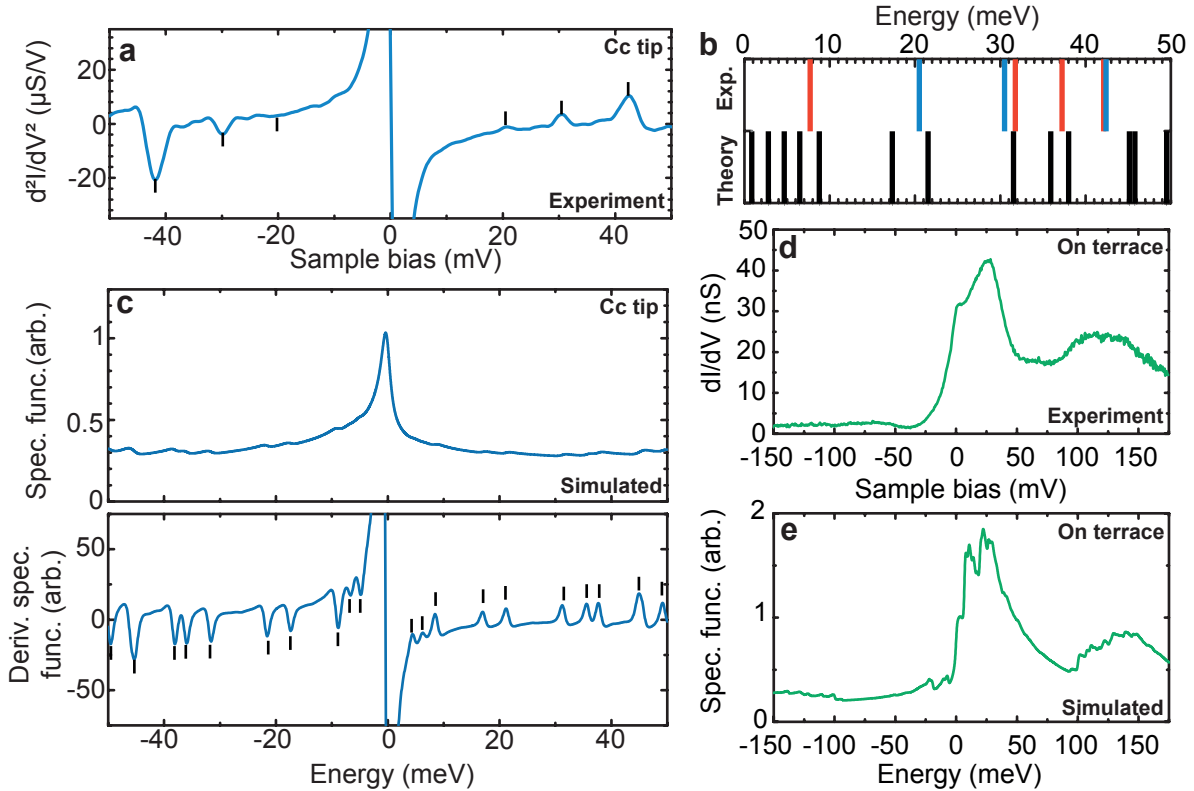 a
Cc tip
d²I/dV² (µS/V)
20
0
-20
Experiment
-40
-20
0
20
40
Sample bias (mV)
Energy (meV)
b
0
10
20
30
40
50
Exp.
Theory
c
Cc tip
Spec. func.(arb.)
1
0.5
0
Simulated
Deriv. spec.
func. (arb.)
50
0
-50
-40
-20
0
20
40
Energy (meV)
d
On terrace
dI/dV (nS)
50
40
30
20
10
0
Experiment
-150
-100
-50
0
50
100
150
Sample bias (mV)
e
On terrace
Spec. func. (arb.)
2
1
0
Simulated
-150
-100
-50
0
50
100
150
Energy (meV)